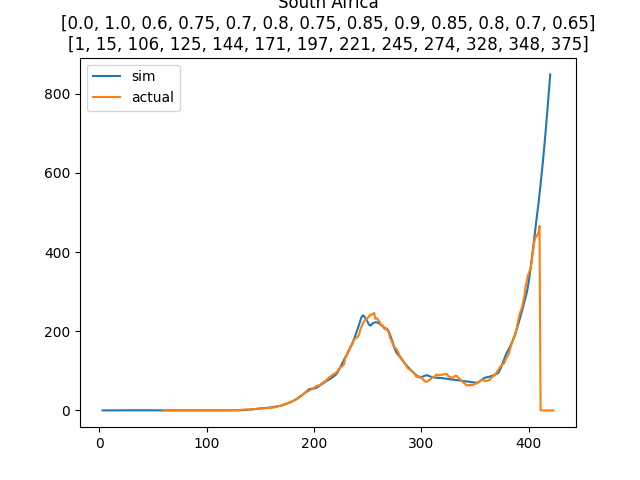 South Africa
[0.0, 1.0, 0.6, 0.75, 0.7, 0.8, 0.75, 0.85, 0.9, 0.85, 0.8, 0.7, 0.65]
[1, 15, 106, 125, 144, 171, 197, 221, 245, 274, 328, 348, 375]
sim
actual
800
600
400
200
0
0 100 200 300 400